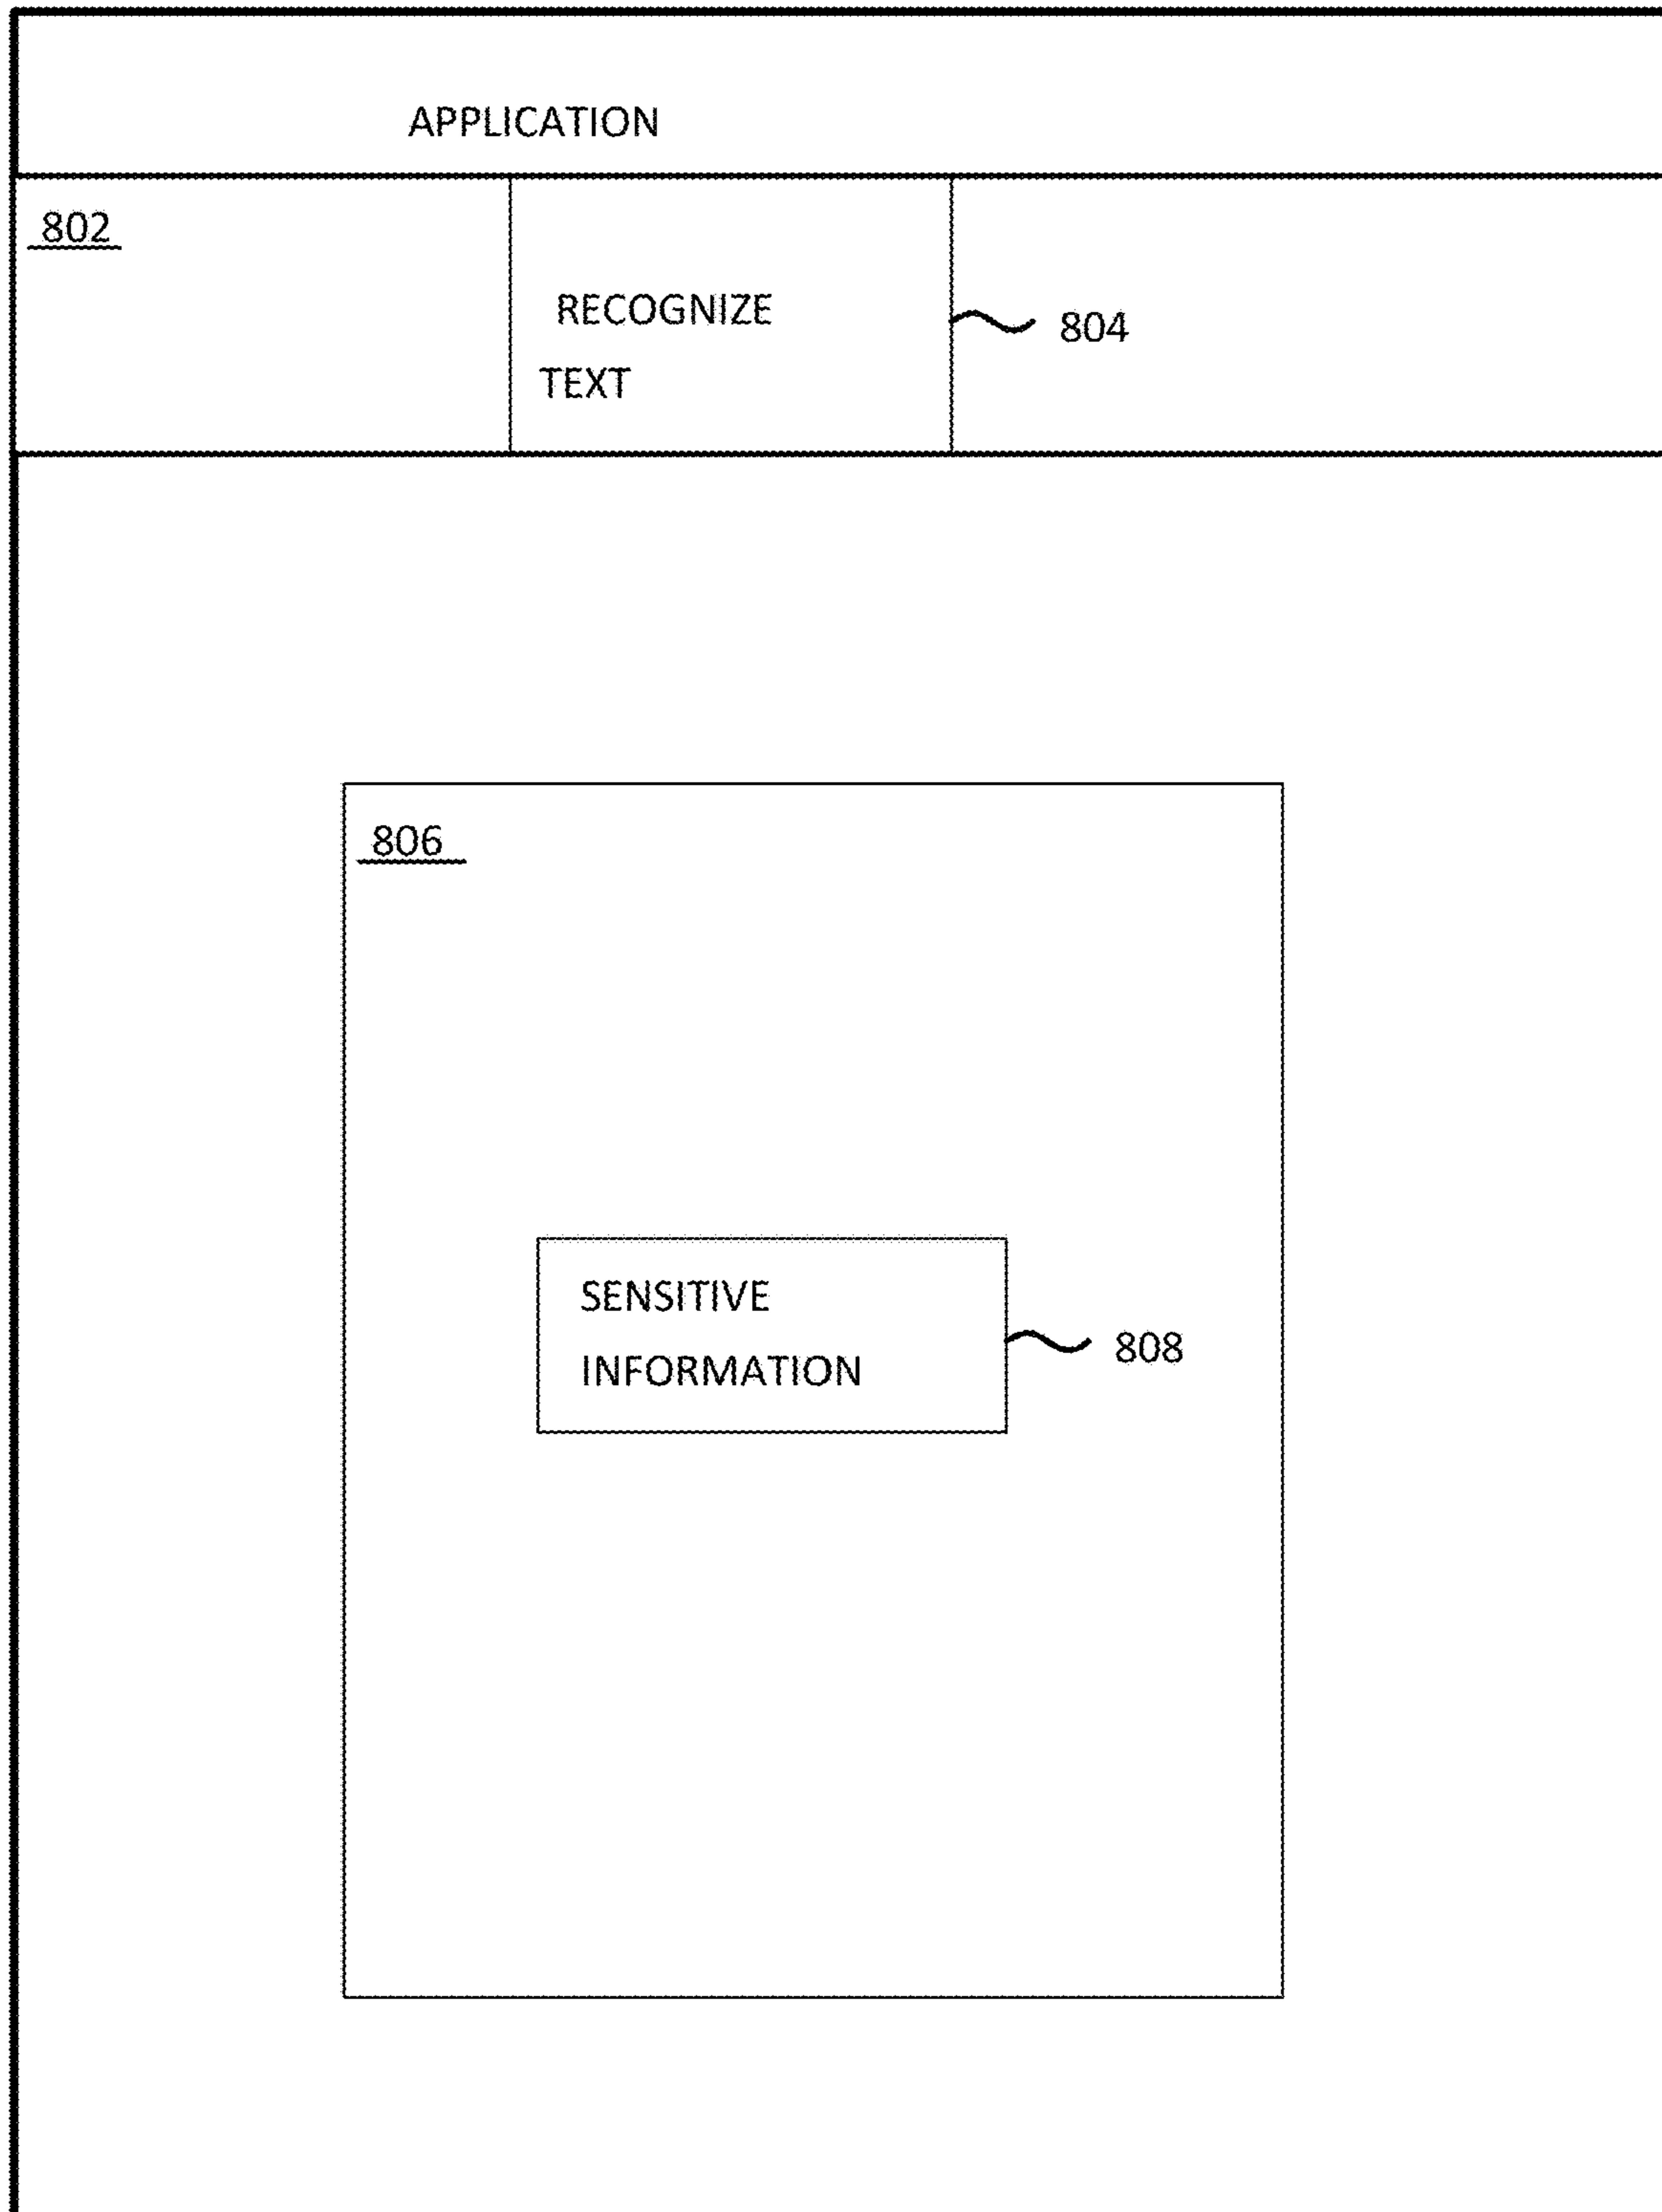 APPLICATION
802
RECOGNIZE
TEXT
804
806
SENSITIVE
INFORMATION
808